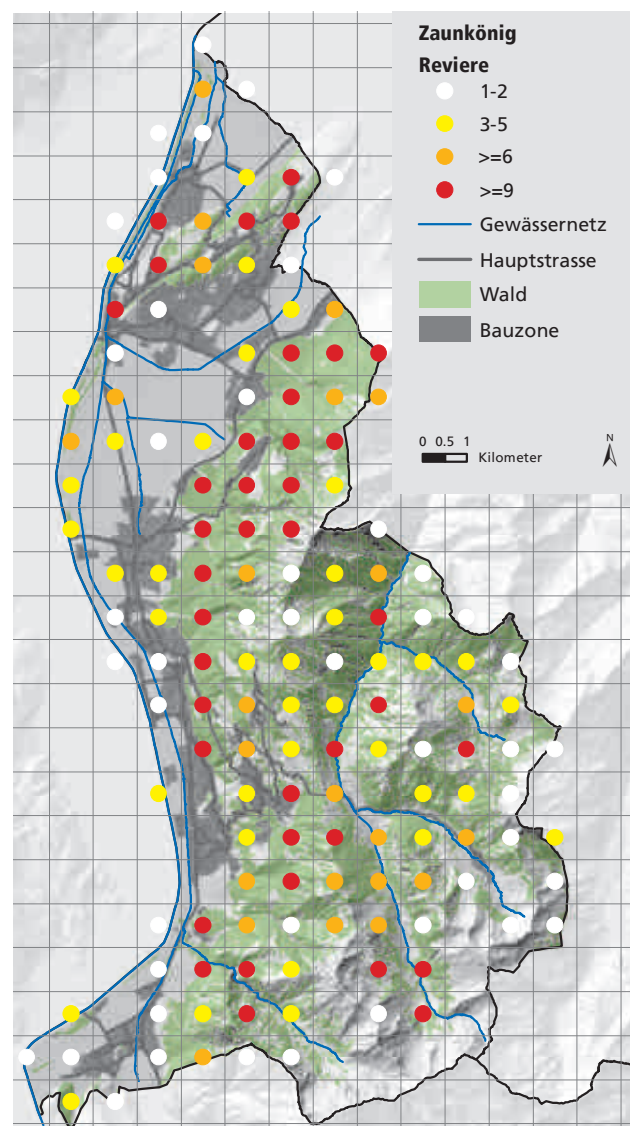 Zaunkönig
Reviere
1-2
3-5
>=6
>=9
Gewässernetz
Hauptstrasse
Wald
Bauzone
0 0.5 1
Kilometer
N